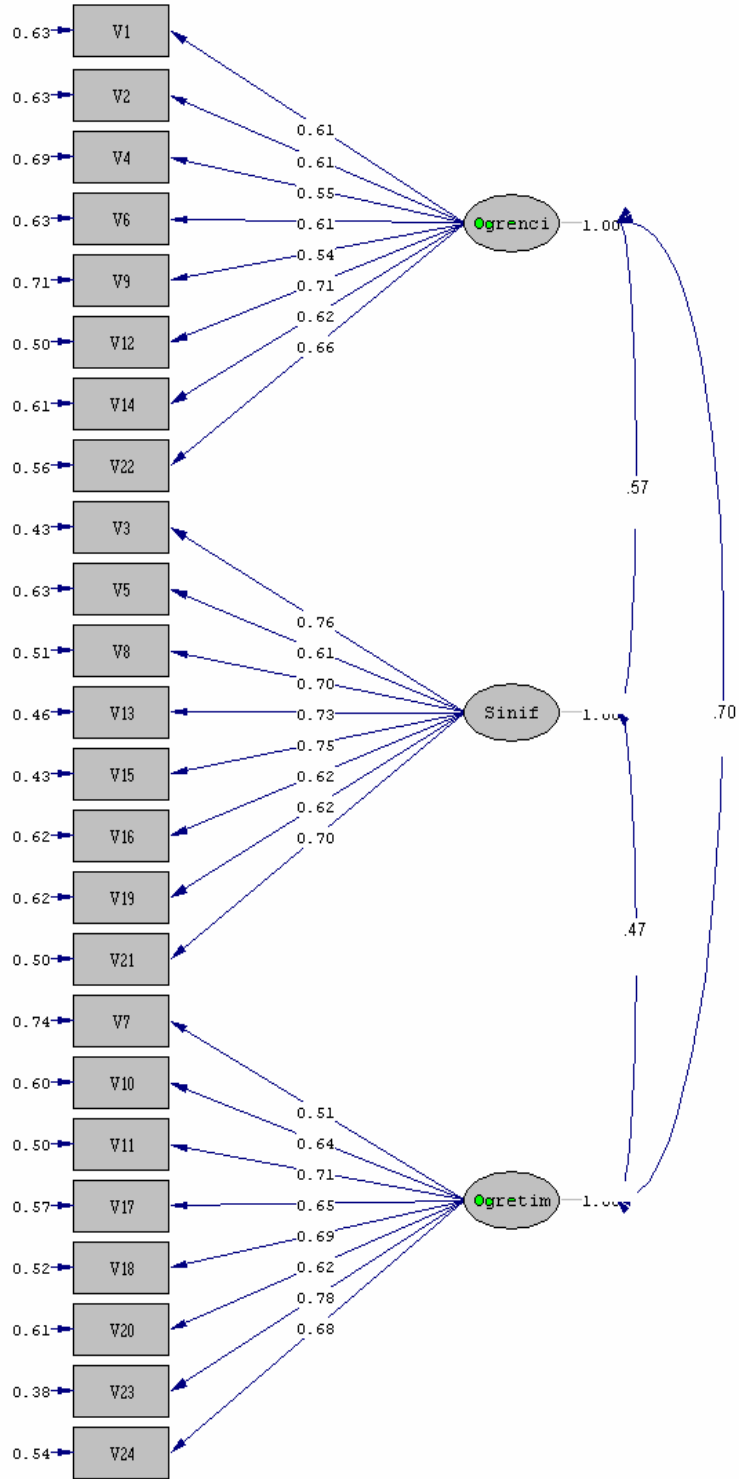 0.63 V1
0.63 V2
0.61
0.69 V4
0.61
0.55
0.63 V6 0.61 Ogrenci 1.00
0.54
0.71 V9
0.71
0.62
0.50 V12
0.66
0.61 V14
0.56 V22
.57
0.43 V3
0.63 V5
0.76
0.61
0.51 V8
0.70
0.46 V13 0.73 Sinif 1.00 .70
0.75
0.43 V15
0.62
0.62
0.62 V16
0.70
0.62 V19
.47
0.50 V21
0.74 V7
0.60 V10
0.51
0.64
0.50 V11
0.71
0.57 V17 0.65 Ogretim 1.00
0.69
0.52 V18
0.62
0.78
0.61 V20
0.68
0.38 V23
0.54 V24